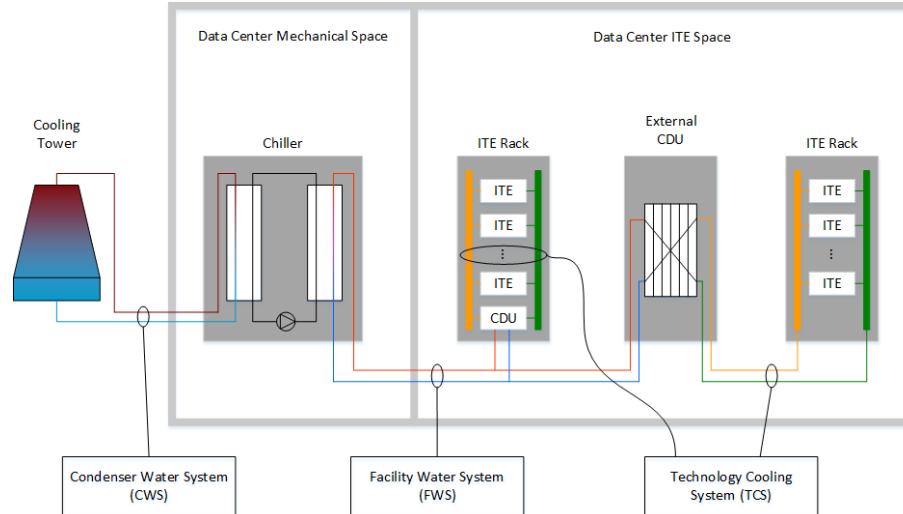 Data Center Mechanical Space
Data Center ITE Space
Cooling
Tower
Chiller
ITE Rack
External
CDU
ITE Rack
ITE
ITE
⋮
ITE
CDU
ITE
ITE
⋮
ITE
Condenser Water System
(CWS)
Facility Water System
(FWS)
Technology Cooling
System (TCS)